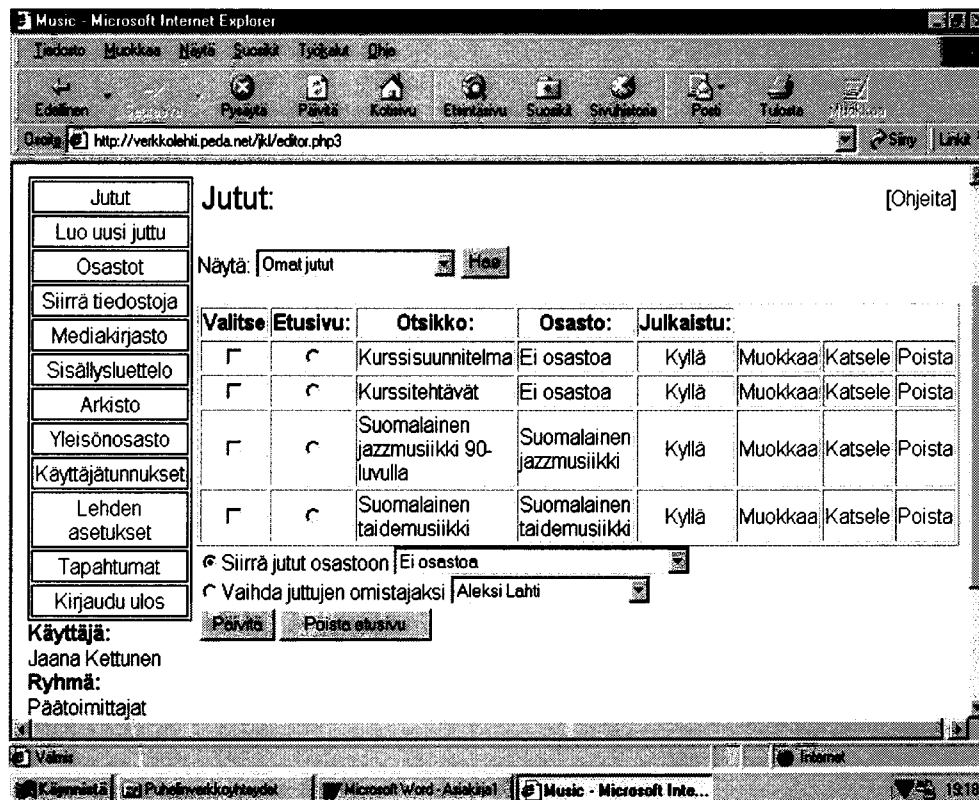 Music - Microsoft Internet Explorer
Tiedosto Muokkaa Näytä Suosikit Työkalut Ohje
Edellinen Pysäytä Päivitä Kotisivu Etsintäsivu Suosikit Sivuhistoria Posti Tulosta
Osoite http://verkkolehti.peda.net/jkl/editor.php3 Siirry Linkit
Jutut
Luo uusi juttu
Osastot
Siirrä tiedostoja
Mediakirjasto
Sisällysluettelo
Arkisto
Yleisönosasto
Käyttäjätunnukset
Lehden
asetukset
Tapahtumat
Kirjaudu ulos
Käyttäjä:
Jaana Kettunen
Ryhmä:
Päätoimittajat
Jutut: [Ohjeita]
Näytä: Omat jutut Hae
Valitse Etusivu: Otsikko: Osasto: Julkaistu:
Kurssisuunnitelma Ei osastoa Kyllä Muokkaa Katsele Poista
Kurssitehtävät Ei osastoa Kyllä Muokkaa Katsele Poista
Suomalainen
jazzmusiikki 90-
luvulla
Suomalainen
jazzmusiikki
Kyllä Muokkaa Katsele Poista
Suomalainen
taidemusiikki
Suomalainen
taidemusiikki
Kyllä Muokkaa Katsele Poista
Siirrä jutut osastoon Ei osastoa
Vaihda juttujen omistajaksi Aleksi Lahti
Päivitä Poista etusivu
Valmis Internet
Käynnistä Puhelinverkkoyhteydet Microsoft Word - Asiakirja1 Music - Microsoft Inte...